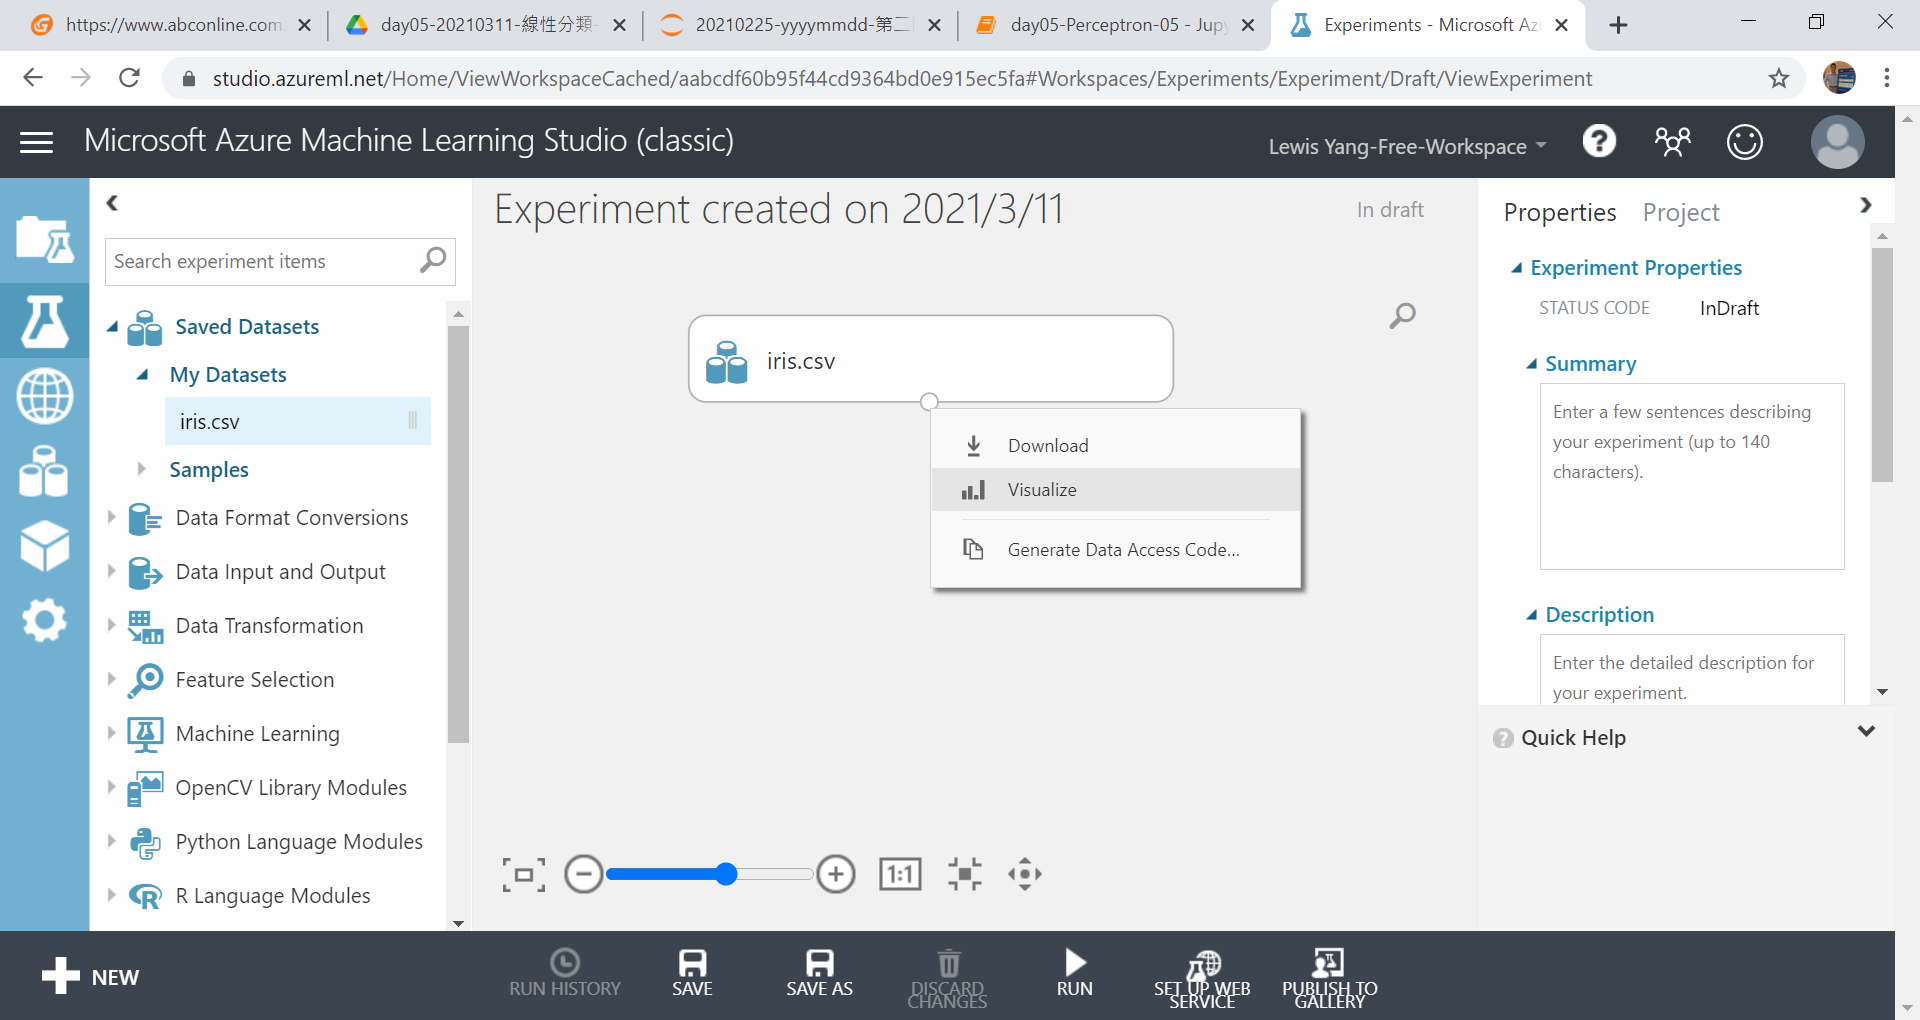 https://www.abconline.com.
day05-20210311-線性分類-
20210225-yyyymmdd-第二
day05-Perceptron-05 - Jupy
Experiments - Microsoft Az
studio.azureml.net/Home/ViewWorkspaceCached/aabcdf60b95f44cd9364bd0e915ec5fa#Workspaces/Experiments/Experiment/Draft/ViewExperiment
Microsoft Azure Machine Learning Studio (classic)
Lewis Yang-Free-Workspace
Search experiment items
Saved Datasets
My Datasets
iris.csv
Samples
Data Format Conversions
Data Input and Output
Data Transformation
Feature Selection
Machine Learning
OpenCV Library Modules
Python Language Modules
R Language Modules
Experiment created on 2021/3/11
In draft
iris.csv
Download
Visualize
Generate Data Access Code...
1:1
Properties
Project
Experiment Properties
STATUS CODE
InDraft
Summary
Enter a few sentences describing
your experiment (up to 140
characters).
Description
Enter the detailed description for
your experiment.
Quick Help
NEW
RUN HISTORY
SAVE
SAVE AS
DISCARD
CHANGES
RUN
SET UP WEB
SERVICE
PUBLISH TO
GALLERY